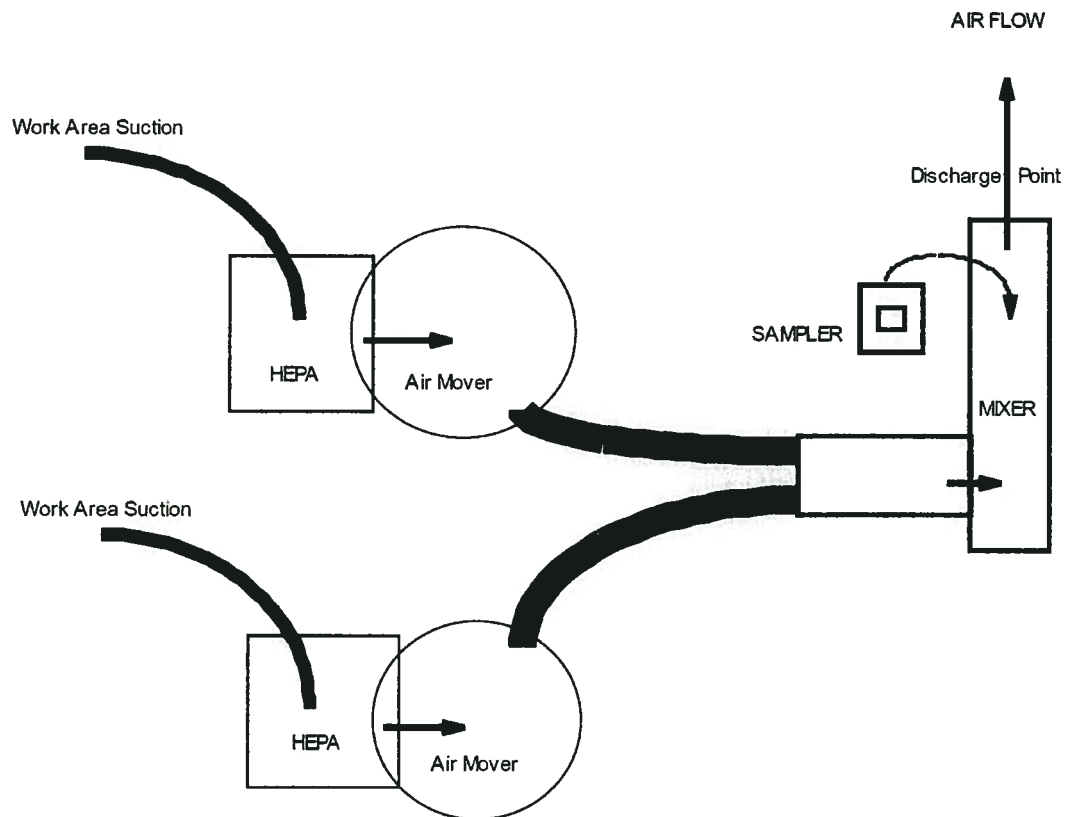 AIR FLOW
Work Area Suction
Discharge Point
SAMPLER
HEPA
Air Mover
MIXER
Work Area Suction
HEPA
Air Mover